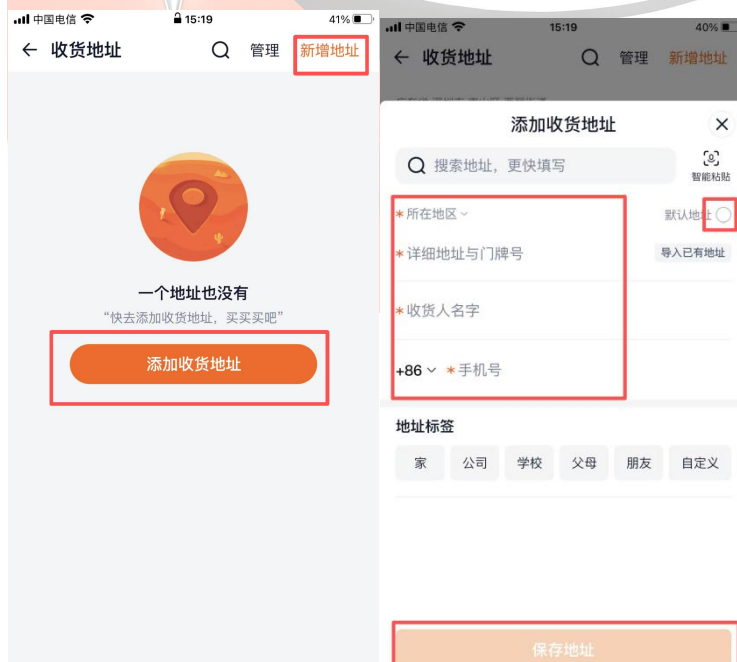 中国电信 15:19 41%
收货地址 管理 新增地址
一个地址也没有
“快去添加收货地址，买买买吧”
添加收货地址
中国电信 15:19 40%
收货地址 管理 新增地址
添加收货地址
搜索地址，更快填写 智能粘贴
*所在地区 默认地址
*详细地址与门牌号 导入已有地址
*收货人名字
+86 *手机号
地址标签
家 公司 学校 父母 朋友 自定义
保存地址